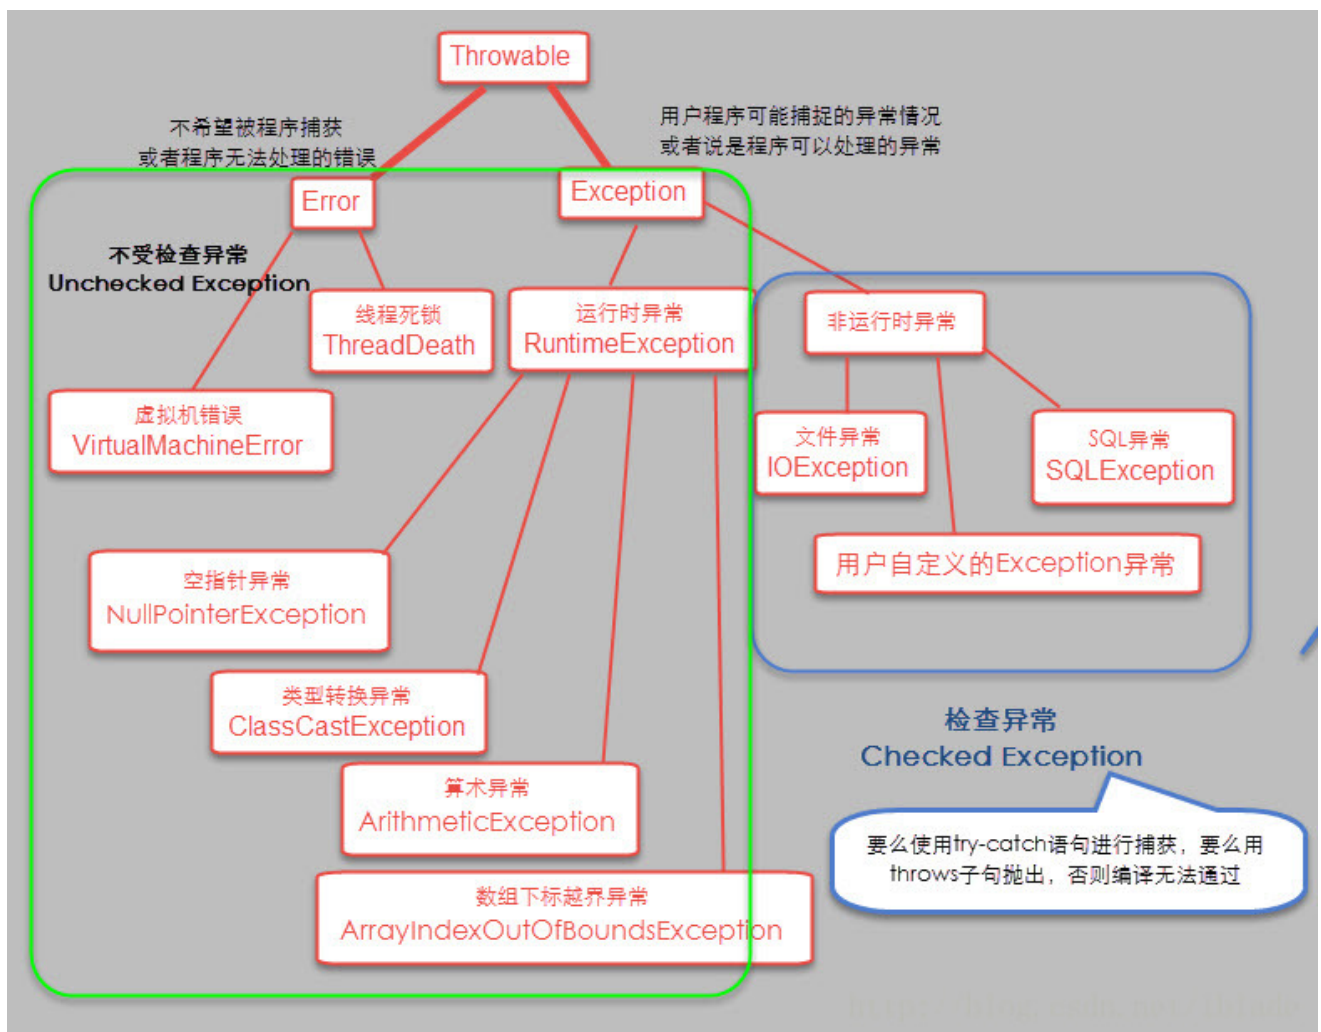 Throwable
不希望被程序捕获
或者程序无法处理的错误
用户程序可能捕捉的异常情况
或者说是程序可以处理的异常
Error
Exception
不受检查异常
Unchecked Exception
线程死锁
ThreadDeath
运行时异常
RuntimeException
非运行时异常
虚拟机错误
VirtualMachineError
文件异常
IOException
SQL异常
SQLException
用户自定义的Exception异常
空指针异常
NullPointerException
类型转换异常
ClassCastException
算术异常
ArithmeticException
数组下标越界异常
ArrayIndexOutOfBoundsException
检查异常
Checked Exception
要么使用try-catch语句进行捕获，要么用
throws子句抛出，否则编译无法通过